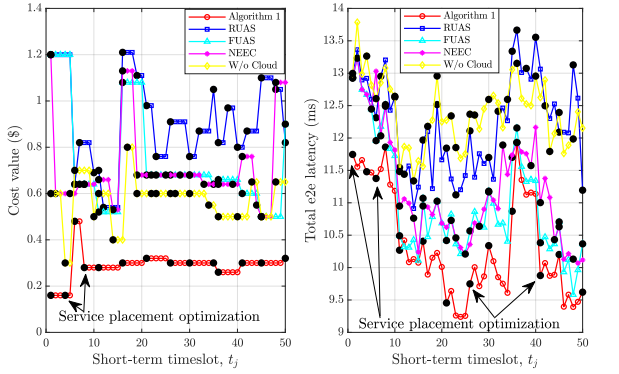 1.4
1.2
1
0.8
0.6
0.4
0.2
0
Cost value ($)
Algorithm 1
RUAS
FUAS
NEEC
W/o Cloud
Service placement optimization
0 10 20 30 40 50
Short-term timeslot, t_j
14
13.5
13
12.5
12
11.5
11
10.5
10
9.5
9
Total e2e latency (ms)
Algorithm 1
RUAS
FUAS
NEEC
W/o Cloud
Service placement optimization
0 10 20 30 40 50
Short-term timeslot, t_j